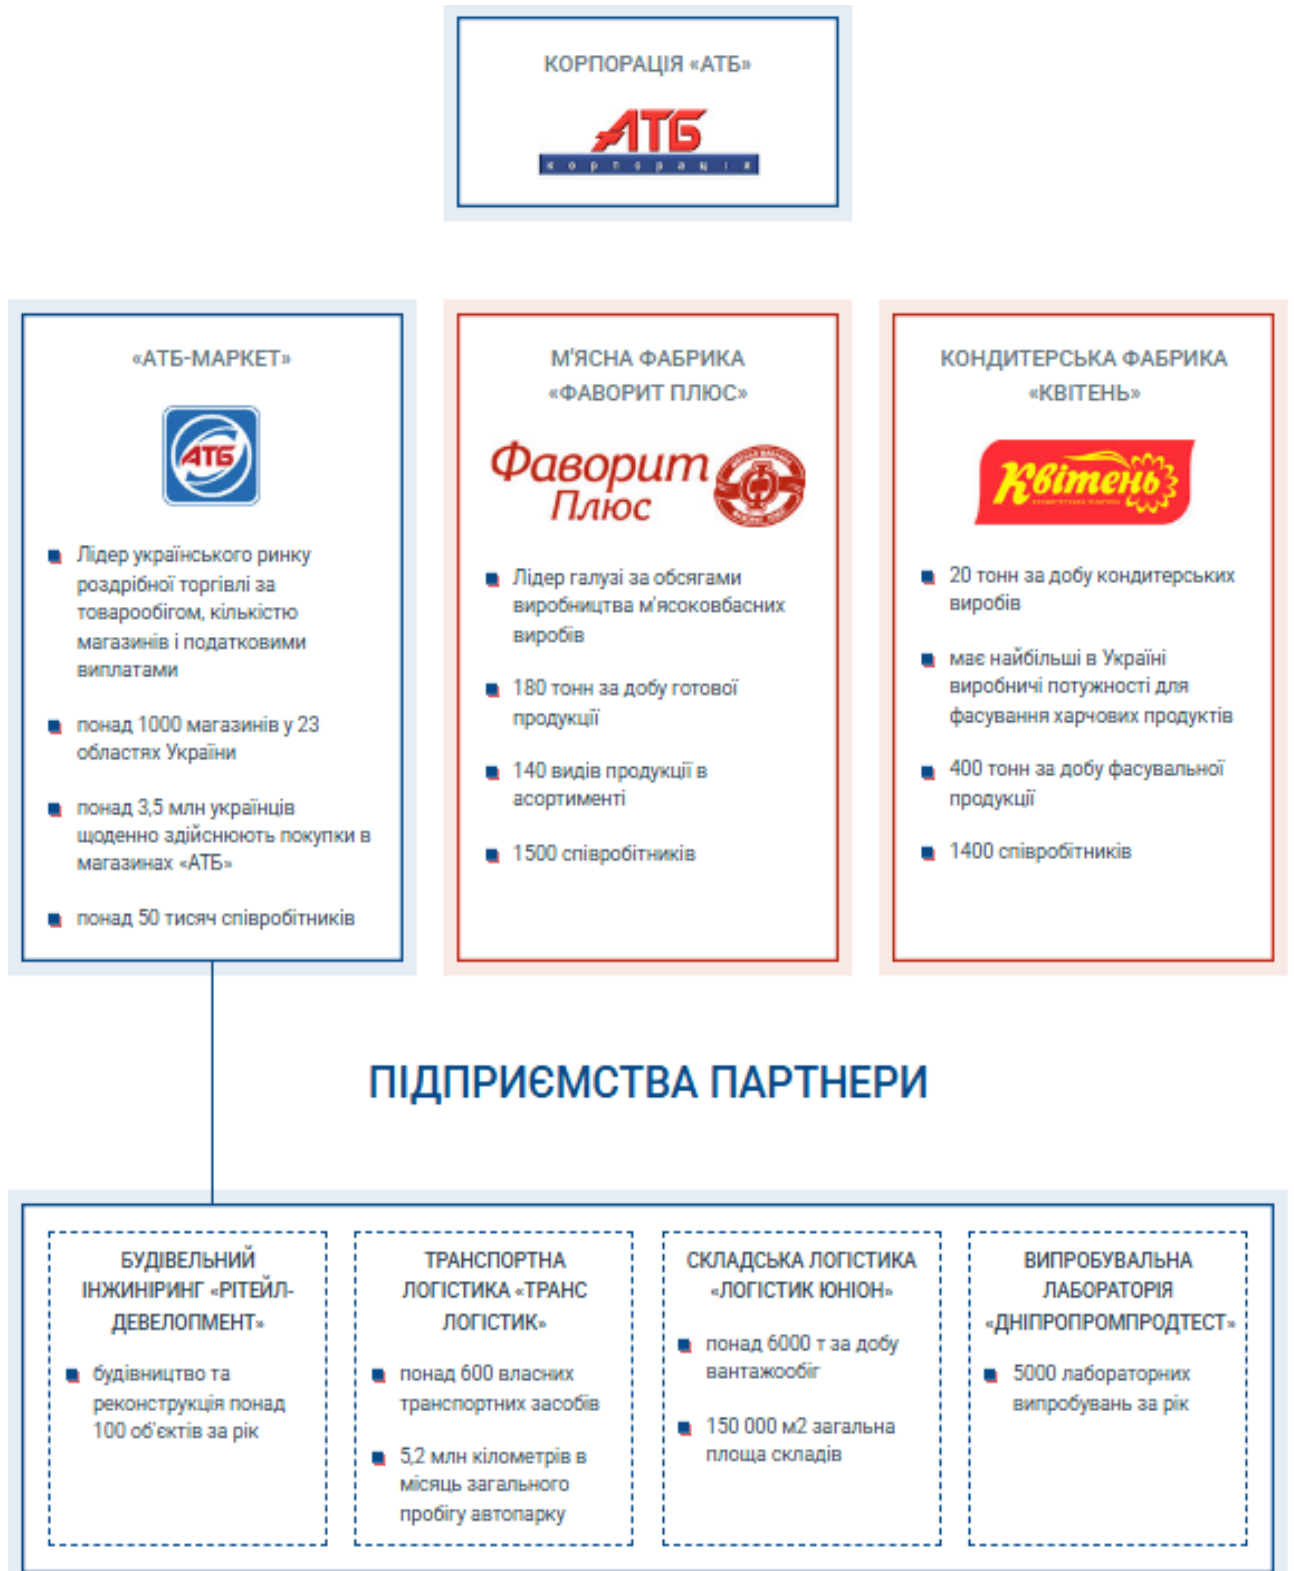 КОРПОРАЦІЯ «АТБ»
АТБ
корпорація
«АТБ-МАРКЕТ»
АТБ
Лідер українського ринку
роздрібної торгівлі за
товарообігом, кількістю
магазинів і податковими
виплатами
понад 1000 магазинів у 23
областях України
понад 3,5 млн українців
щоденно здійснюють покупки в
магазинах «АТБ»
понад 50 тисяч співробітників
М'ЯСНА ФАБРИКА
«ФАВОРИТ ПЛЮС»
Фаворит
Плюс
Лідер галузі за обсягами
виробництва м'ясоковбасних
виробів
180 тонн за добу готової
продукції
140 видів продукції в
асортименті
1500 співробітників
КОНДИТЕРСЬКА ФАБРИКА
«КВІТЕНЬ»
Квітень
20 тонн за добу кондитерських
виробів
має найбільші в Україні
виробничі потужності для
фасування харчових продуктів
400 тонн за добу фасувальної
продукції
1400 співробітників
ПІДПРИЄМСТВА ПАРТНЕРИ
БУДІВЕЛЬНИЙ
ІНЖИНІРИНГ «РІТЕЙЛ-
ДЕВЕЛОПМЕНТ»
будівництво та
реконструкція понад
100 об'єктів за рік
ТРАНСПОРТНА
ЛОГІСТИКА «ТРАНС
ЛОГІСТИК»
понад 600 власних
транспортних засобів
5,2 млн кілометрів в
місяць загального
пробігу автопарку
СКЛАДСЬКА ЛОГІСТИКА
«ЛОГІСТИК ЮНІОН»
понад 6000 т за добу
вантажообіг
150 000 м2 загальна
площа складів
ВИПРОБУВАЛЬНА
ЛАБОРАТОРІЯ
«ДНІПРОПРОМПРОДТЕСТ»
5000 лабораторних
випробувань за рік